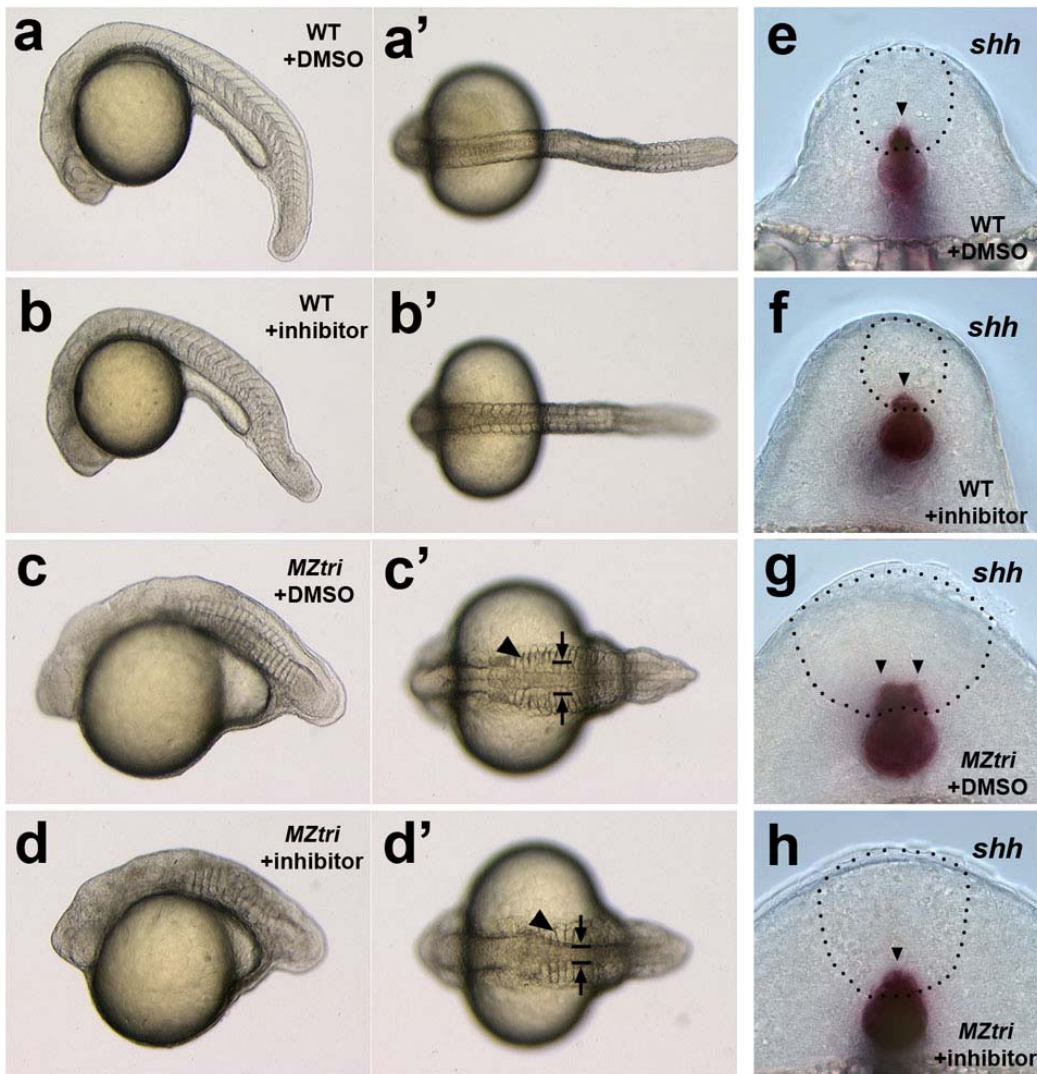 a
WT
+DMSO
a’
e
shh
WT
+DMSO
b
WT
+inhibitor
b’
f
shh
WT
+inhibitor
c
MZtri
+DMSO
c’
g
shh
MZtri
+DMSO
d
MZtri
+inhibitor
d’
h
shh
MZtri
+inhibitor